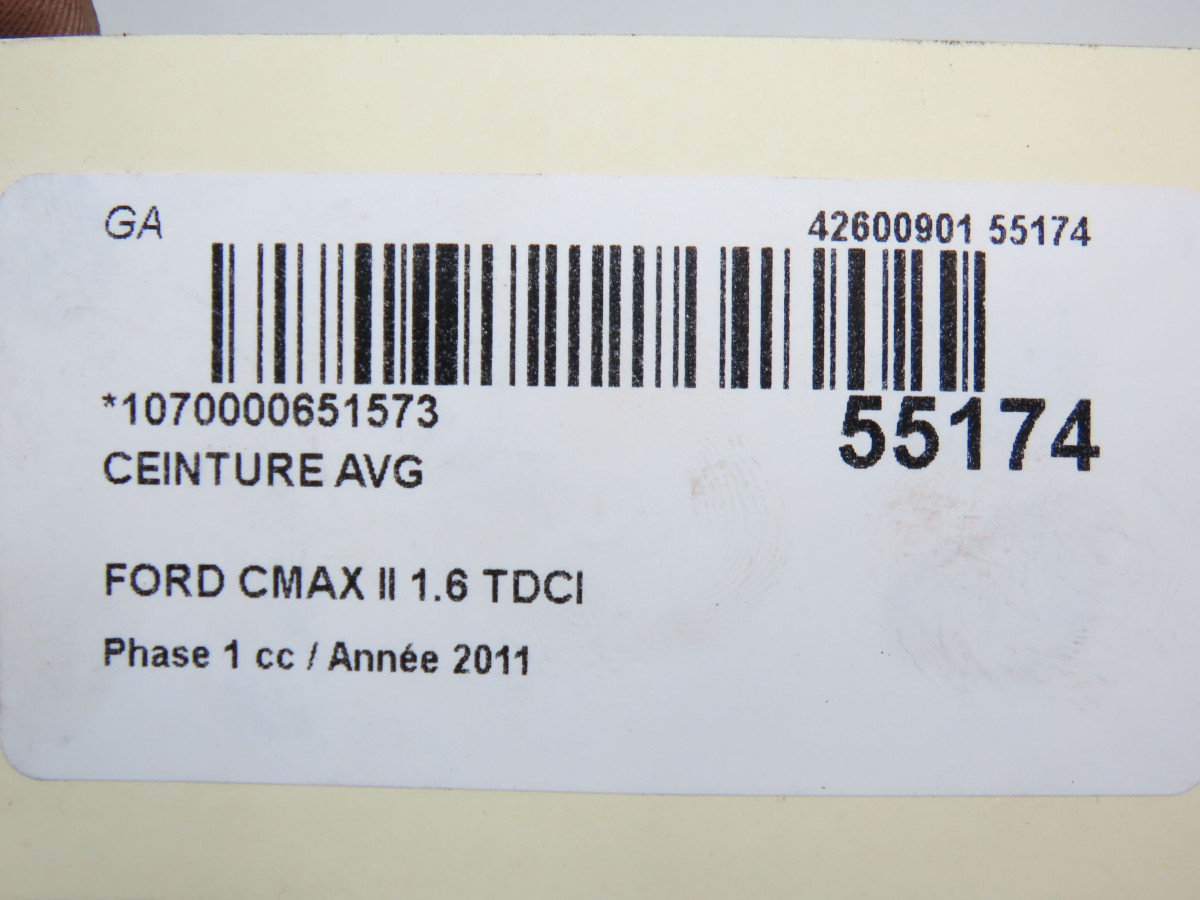 GA
42600901 55174
*1070000651573
55174
CEINTURE AVG
FORD CMAX II 1.6 TDCI
Phase 1 cc / Année 2011